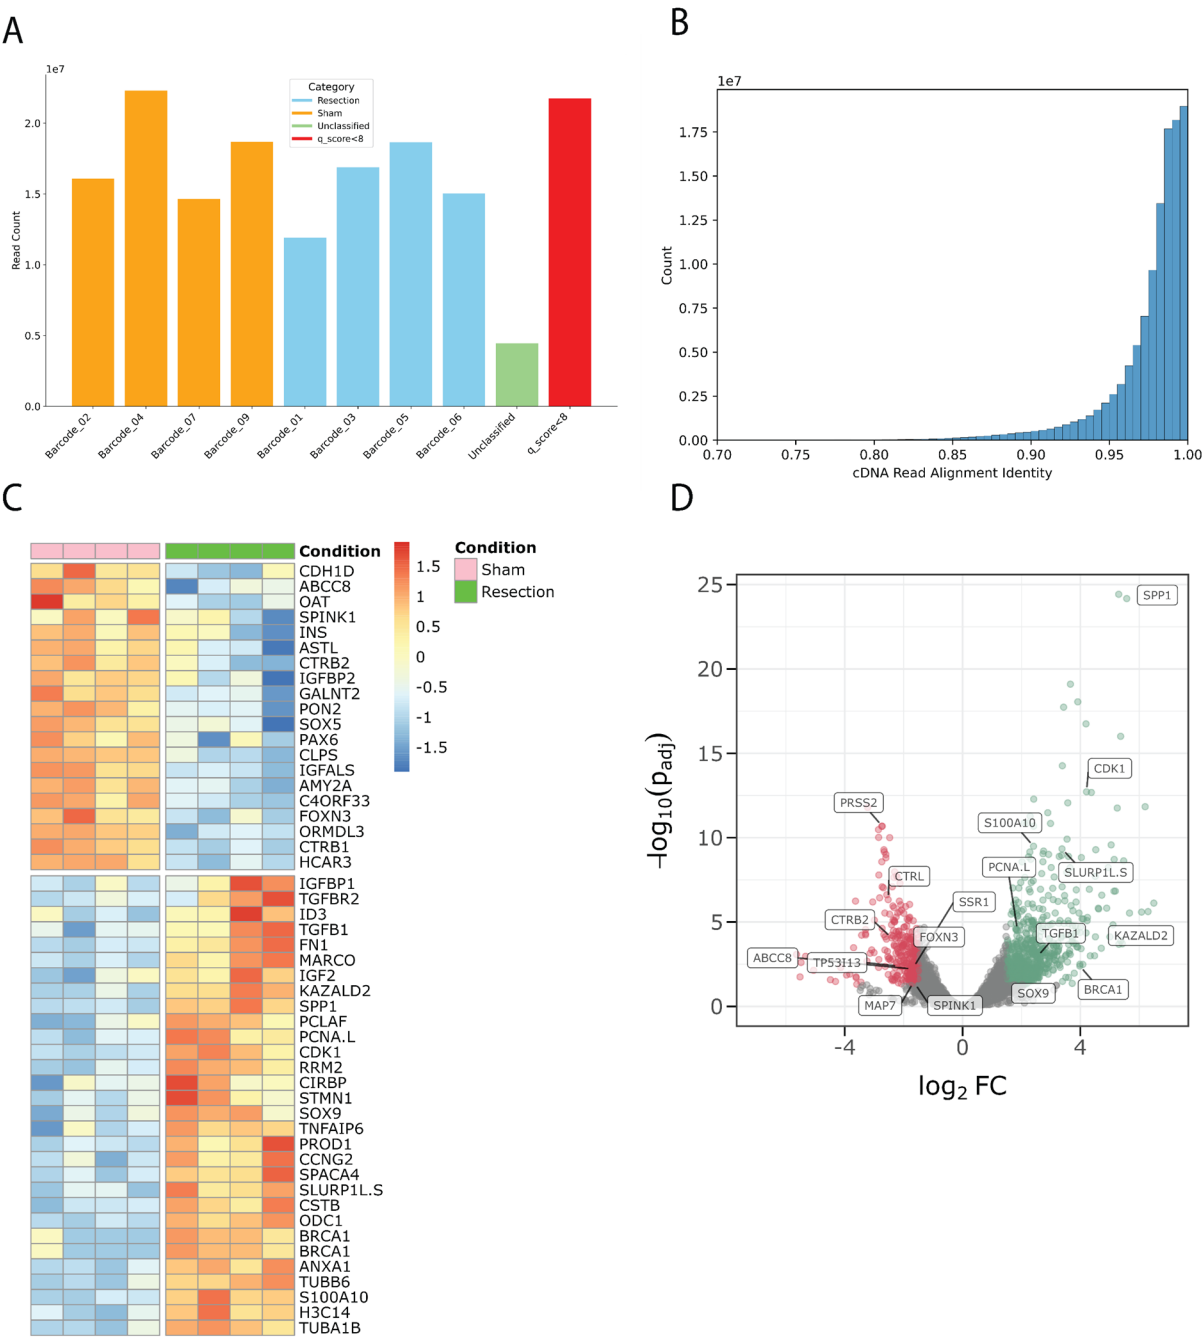 A
1e7
Category
Resection
Sham
Unclassified
q_score<8
2.0
1.5
1.0
0.5
0.0
Read Count
Barcode_02
Barcode_04
Barcode_07
Barcode_09
Barcode_01
Barcode_03
Barcode_05
Barcode_06
Unclassified
q_score<8
B
1e7
1.75
1.50
1.25
1.00
0.75
0.50
0.25
0.00
Count
0.70
0.75
0.80
0.85
0.90
0.95
1.00
cDNA Read Alignment Identity
C
Condition
CDH1D
ABCC8
OAT
SPINK1
INS
ASTL
CTRB2
IGFBP2
GALNT2
PON2
SOX5
PAX6
CLPS
IGFALS
AMY2A
C4ORF33
FOXN3
ORMDL3
CTRB1
HCAR3
IGFBP1
TGFBR2
ID3
TGFB1
FN1
MARCO
IGF2
KAZALD2
SPP1
PCLAF
PCNA.L
CDK1
RRM2
CIRBP
STMN1
SOX9
TNFAIP6
PROD1
CCNG2
SPACA4
SLURP1L.S
CSTB
ODC1
BRCA1
BRCA1
ANXA1
TUBB6
S100A10
H3C14
TUBA1B
1.5
1
0.5
0
-0.5
-1
-1.5
Condition
Sham
Resection
D
25
20
15
10
5
0
-log10(padj)
SPP1
CDK1
PRSS2
S100A10
PCNA.L
SLURP1L.S
CTRL
SSR1
CTRB2
FOXN3
TGFB1
KAZALD2
ABCC8
TP53I13
BRCA1
SOX9
MAP7
SPINK1
-4
0
4
log2 FC